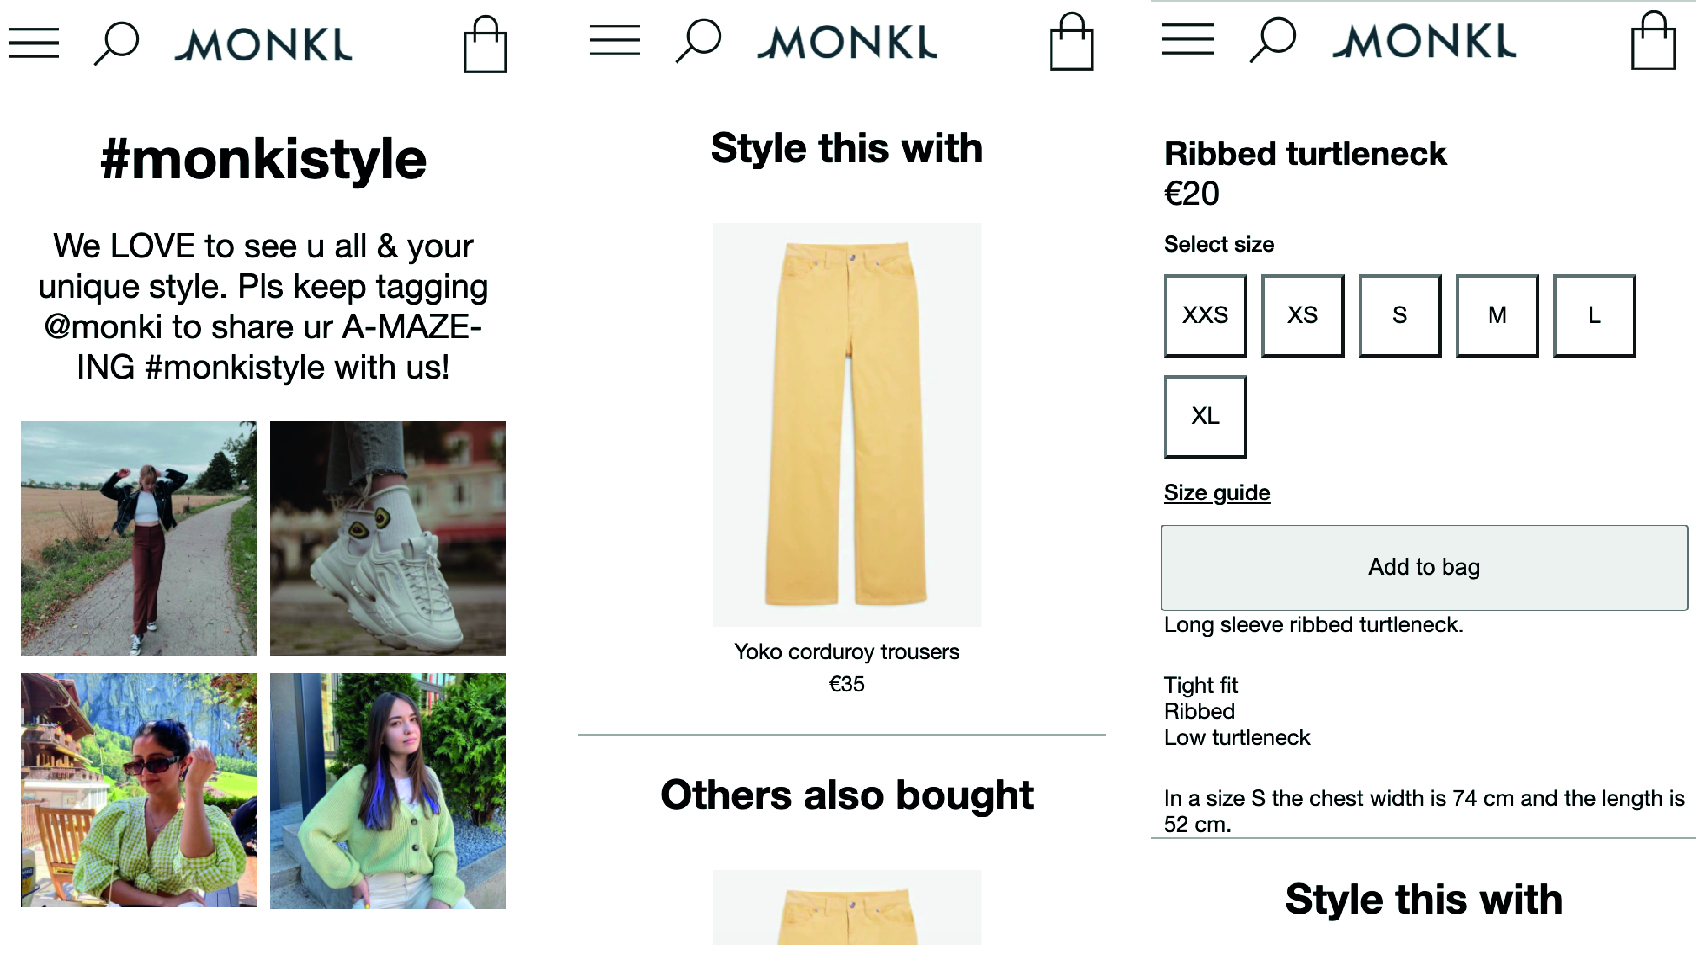 MONKI
#monkistyle
We LOVE to see u all & your
unique style. Pls keep tagging
@monki to share ur A-MAZE-
ING #monkistyle with us!
MONKI
Style this with
Yoko corduroy trousers
€35
Others also bought
MONKI
Ribbed turtleneck
€20
Select size
XXS XS S M L
XL
Size guide
Add to bag
Long sleeve ribbed turtleneck.
Tight fit
Ribbed
Low turtleneck
In a size S the chest width is 74 cm and the length is
52 cm.
Style this with